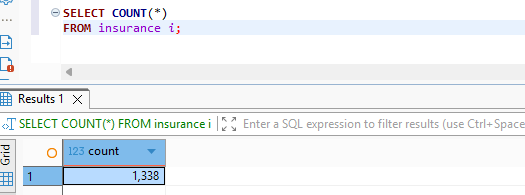 SELECT COUNT(*)
FROM insurance i;
Results 1
SELECT COUNT(*) FROM insurance i
Enter a SQL expression to filter results (use Ctrl+Space
Grid
123 count
1
1,338